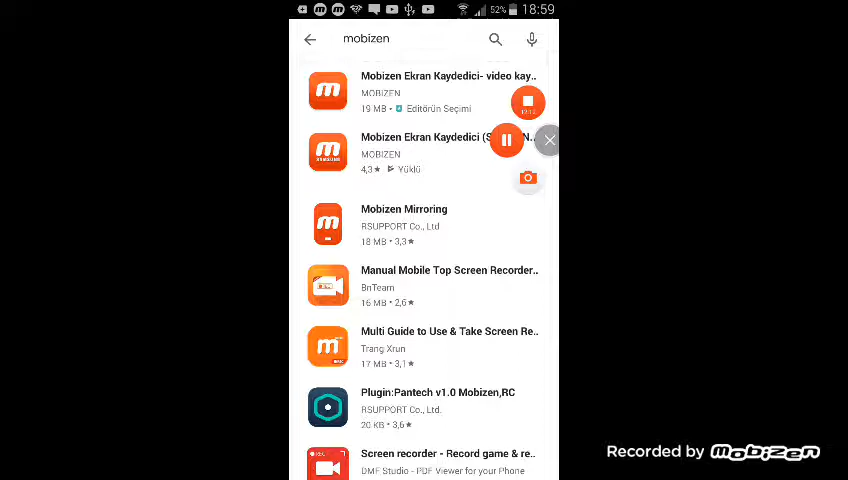 52% 18:59
mobizen
Mobizen Ekran Kaydedici- video kay..
MOBIZEN
19 MB • Editörün Seçimi
Mobizen Ekran Kaydedici (S
MOBIZEN
4,3★ Yüklü
SAMSUNG
Mobizen Mirroring
RSUPPORT Co., Ltd
18 MB • 3,3★
Manual Mobile Top Screen Recorder..
BnTeam
16 MB • 2,6★
Multi Guide to Use & Take Screen Re..
Trang Xrun
17 MB • 3,1★
Plugin:Pantech v1.0 Mobizen,RC
RSUPPORT Co., Ltd.
20 KB • 3,6★
Screen recorder - Record game & re..
DMF Studio - PDF Viewer for your Phone
Recorded by mobizen